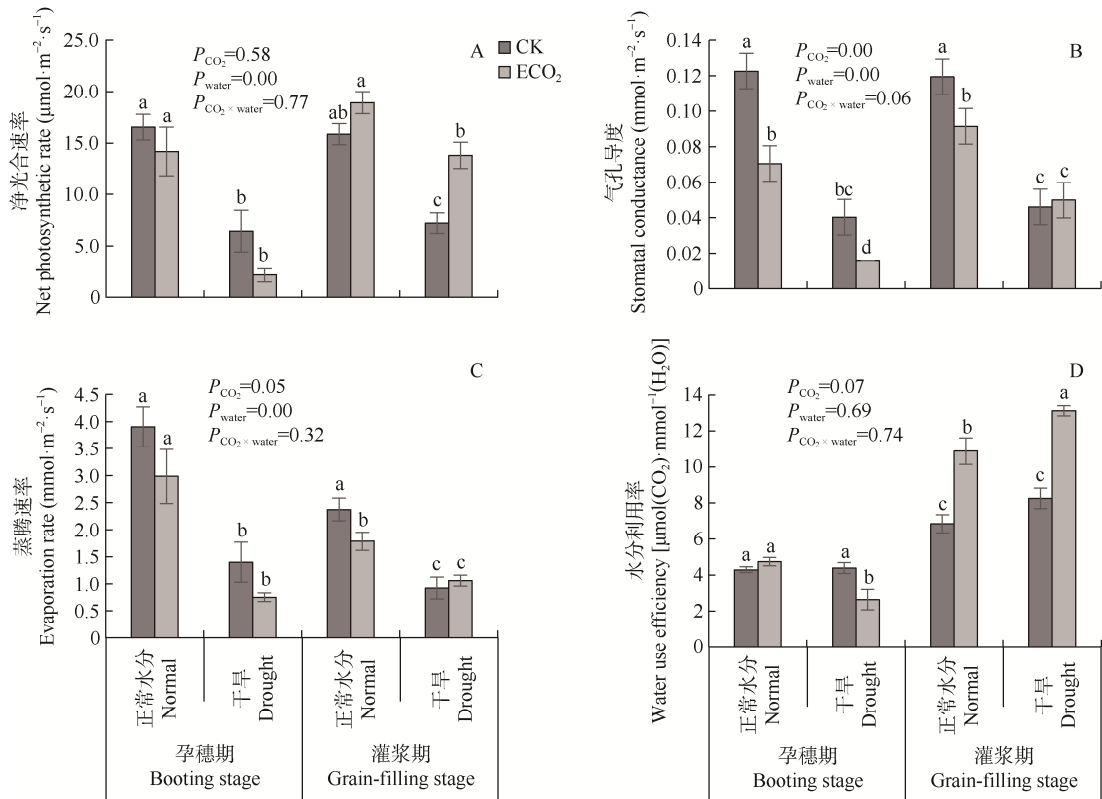 A
CK
ECO₂
P_CO₂=0.58
P_water=0.00
P_CO₂ × water=0.77
净光合速率
Net photosynthetic rate (μmol·m⁻²·s⁻¹)
25.0
20.0
15.0
10.0
5.0
0
a
a
b
b
ab
a
c
b
B
P_CO₂=0.00
P_water=0.00
P_CO₂ × water=0.06
气孔导度
Stomatal conductance (mmol·m⁻²·s⁻¹)
0.14
0.12
0.10
0.08
0.06
0.04
0.02
0
a
b
bc
d
a
b
c
c
C
P_CO₂=0.05
P_water=0.00
P_CO₂ × water=0.32
蒸腾速率
Evaporation rate (mmol·m⁻²·s⁻¹)
4.5
4.0
3.5
3.0
2.5
2.0
1.5
1.0
0.5
0
a
a
b
b
a
b
c
c
正常水分
Normal
干旱
Drought
正常水分
Normal
干旱
Drought
孕穗期
Booting stage
灌浆期
Grain-filling stage
D
P_CO₂=0.07
P_water=0.69
P_CO₂ × water=0.74
水分利用率
Water use efficiency [μmol(CO₂)·mmol⁻¹(H₂O)]
14
12
10
8
6
4
2
0
a
a
a
b
c
b
c
a
正常水分
Normal
干旱
Drought
正常水分
Normal
干旱
Drought
孕穗期
Booting stage
灌浆期
Grain-filling stage